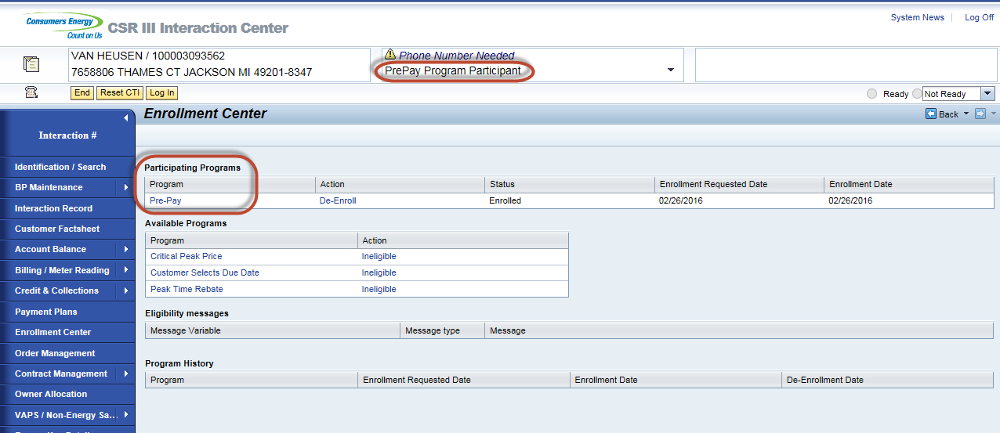 Consumers Energy
Count on Us
CSR III Interaction Center
System News
Log Off
VAN HEUSEN / 100003093562
7658806 THAMES CT JACKSON MI 49201-8347
Phone Number Needed
PrePay Program Participant
End
Reset CTI
Log In
Ready
Not Ready
Interaction #
Identification / Search
BP Maintenance
Interaction Record
Customer Factsheet
Account Balance
Billing / Meter Reading
Credit & Collections
Payment Plans
Enrollment Center
Order Management
Contract Management
Owner Allocation
VAPS / Non-Energy Sa...
Enrollment Center
Back
Participating Programs
Program Action Status Enrollment Requested Date Enrollment Date
Pre-Pay De-Enroll Enrolled 02/26/2016 02/26/2016
Available Programs
Program Action
Critical Peak Price Ineligible
Customer Selects Due Date Ineligible
Peak Time Rebate Ineligible
Eligibility messages
Message Variable Message type Message
Program History
Program Enrollment Requested Date Enrollment Date De-Enrollment Date